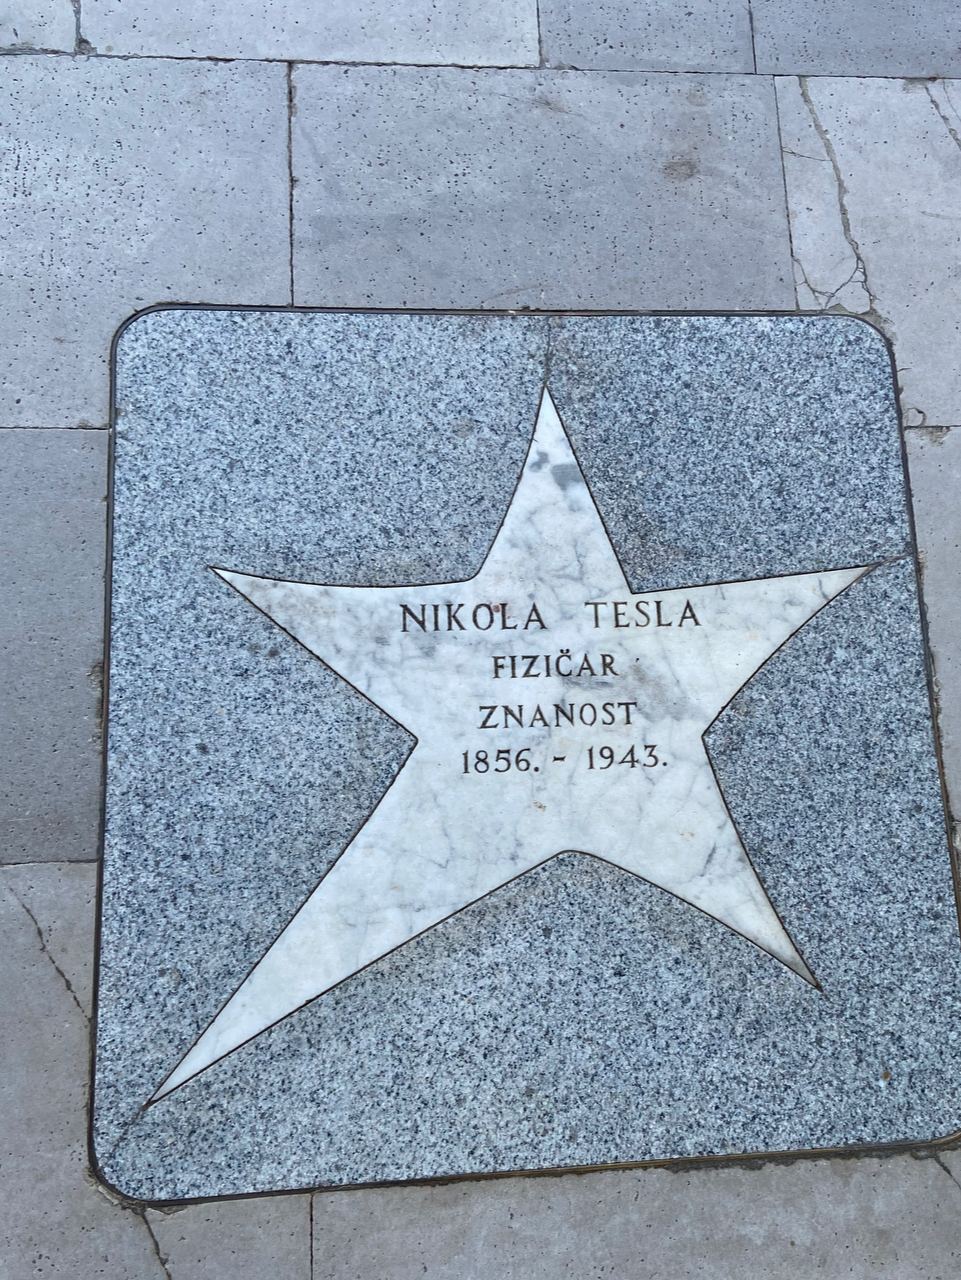 NIKOLA TESLA
FIZIČAR
ZNANOST
1856. - 1943.